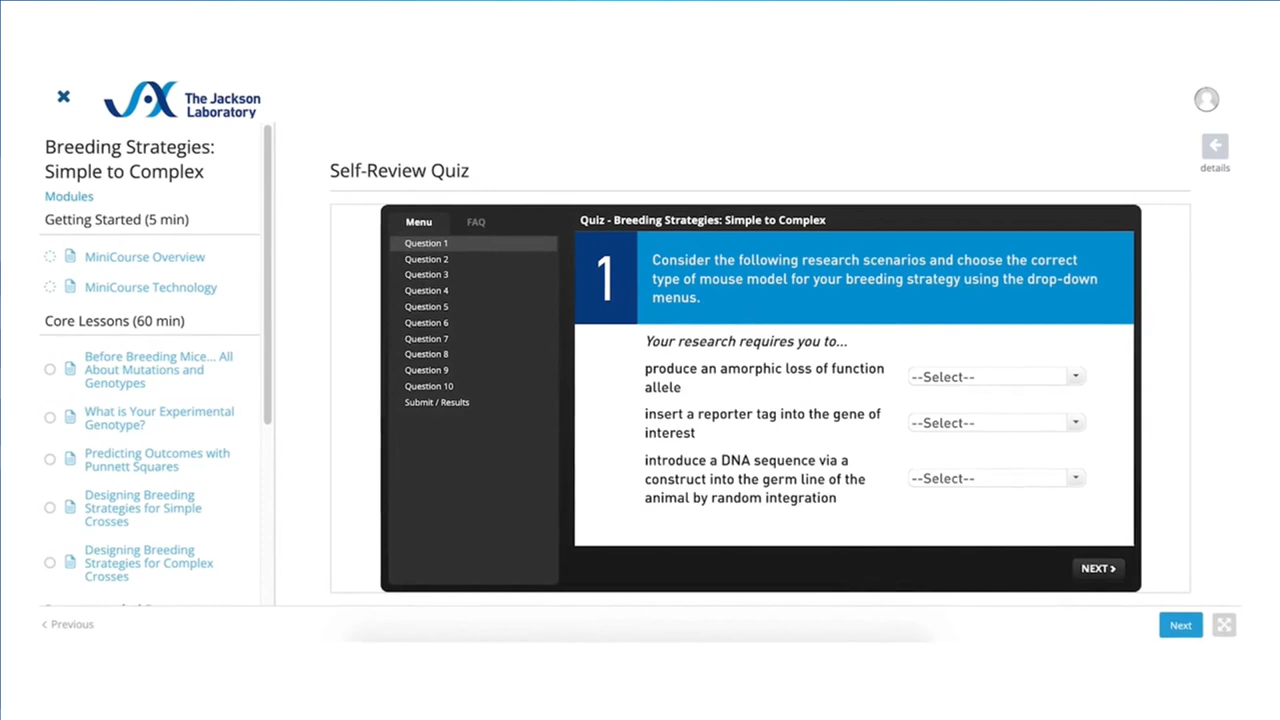 The Jackson
Laboratory
Breeding Strategies:
Simple to Complex
Modules
Getting Started (5 min)
MiniCourse Overview
MiniCourse Technology
Core Lessons (60 min)
Before Breeding Mice... All
About Mutations and
Genotypes
What is Your Experimental
Genotype?
Predicting Outcomes with
Punnett Squares
Designing Breeding
Strategies for Simple
Crosses
Designing Breeding
Strategies for Complex
Crosses
< Previous
details
Self-Review Quiz
Menu
FAQ
Question 1
Question 2
Question 3
Question 4
Question 5
Question 6
Question 7
Question 8
Question 9
Question 10
Submit / Results
Quiz - Breeding Strategies: Simple to Complex
1
Consider the following research scenarios and choose the correct
type of mouse model for your breeding strategy using the drop-down
menus.
Your research requires you to...
produce an amorphic loss of function
allele
--Select--
insert a reporter tag into the gene of
interest
--Select--
introduce a DNA sequence via a
construct into the germ line of the
animal by random integration
--Select--
NEXT >
Next